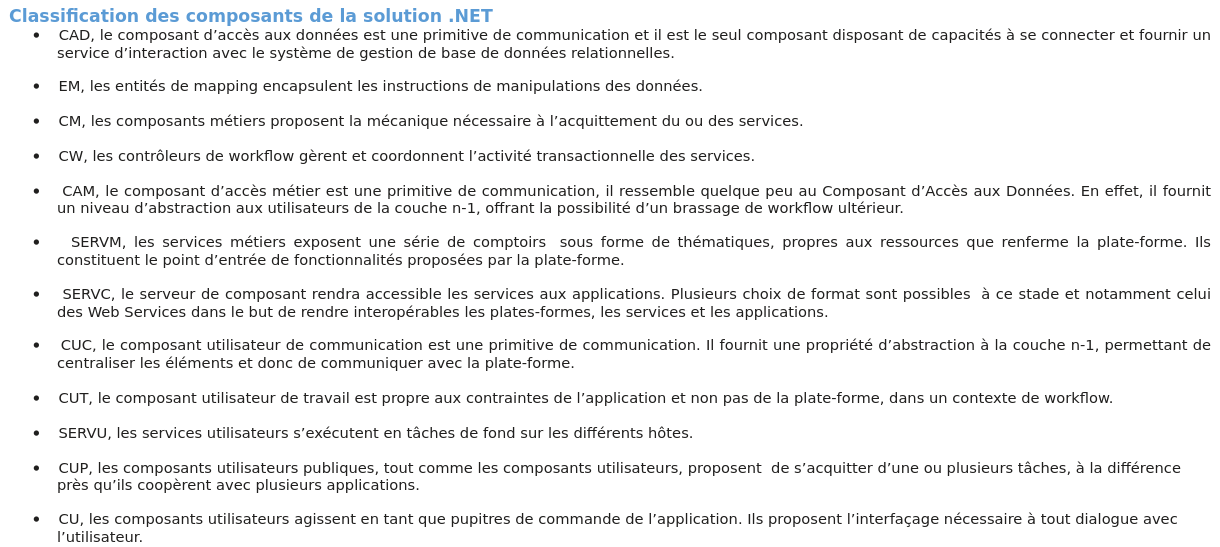 Classification des composants de la solution .NET
• CAD, le composant d’accès aux données est une primitive de communication et il est le seul composant disposant de capacités à se connecter et fournir un
service d’interaction avec le système de gestion de base de données relationnelles.
• EM, les entités de mapping encapsulent les instructions de manipulations des données.
• CM, les composants métiers proposent la mécanique nécessaire à l’acquittement du ou des services.
• CW, les contrôleurs de workflow gèrent et coordonnent l’activité transactionnelle des services.
• CAM, le composant d’accès métier est une primitive de communication, il ressemble quelque peu au Composant d’Accès aux Données. En effet, il fournit
un niveau d’abstraction aux utilisateurs de la couche n-1, offrant la possibilité d’un brassage de workflow ultérieur.
• SERVM, les services métiers exposent une série de comptoirs sous forme de thématiques, propres aux ressources que renferme la plate-forme. Ils
constituent le point d’entrée de fonctionnalités proposées par la plate-forme.
• SERVC, le serveur de composant rendra accessible les services aux applications. Plusieurs choix de format sont possibles à ce stade et notamment celui
des Web Services dans le but de rendre interopérables les plates-formes, les services et les applications.
• CUC, le composant utilisateur de communication est une primitive de communication. Il fournit une propriété d’abstraction à la couche n-1, permettant de
centraliser les éléments et donc de communiquer avec la plate-forme.
• CUT, le composant utilisateur de travail est propre aux contraintes de l’application et non pas de la plate-forme, dans un contexte de workflow.
• SERVU, les services utilisateurs s’exécutent en tâches de fond sur les différents hôtes.
• CUP, les composants utilisateurs publiques, tout comme les composants utilisateurs, proposent de s’acquitter d’une ou plusieurs tâches, à la différence
près qu’ils coopèrent avec plusieurs applications.
• CU, les composants utilisateurs agissent en tant que pupitres de commande de l’application. Ils proposent l’interfaçage nécessaire à tout dialogue avec
l’utilisateur.